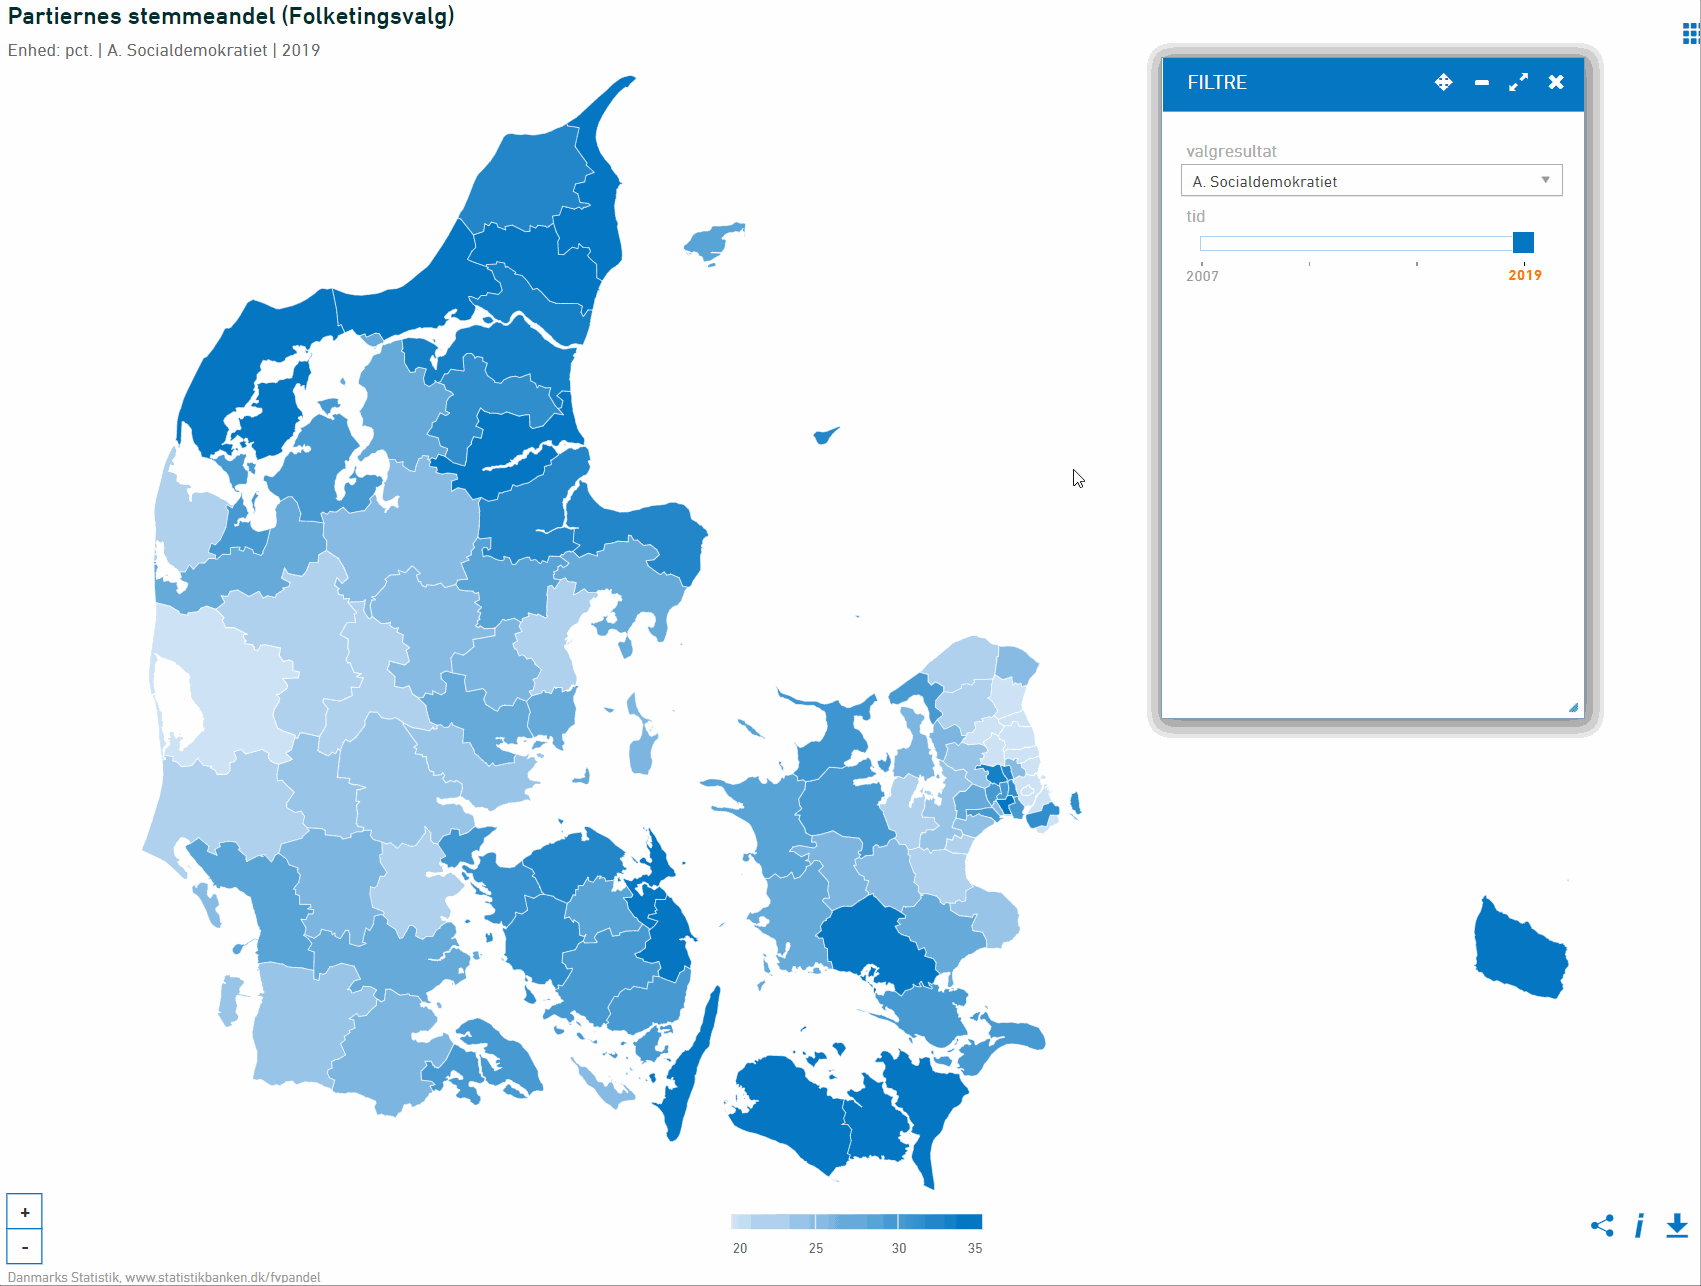 Partiernes stemmeandel (Folketingsvalg)
Enhed: pct. | A. Socialdemokratiet | 2019
FILTRE
valgresultat
A. Socialdemokratiet
tid
2007
2019
+
-
20 25 30 35
i
Danmarks Statistik, www.statistikbanken.dk/fvpandel